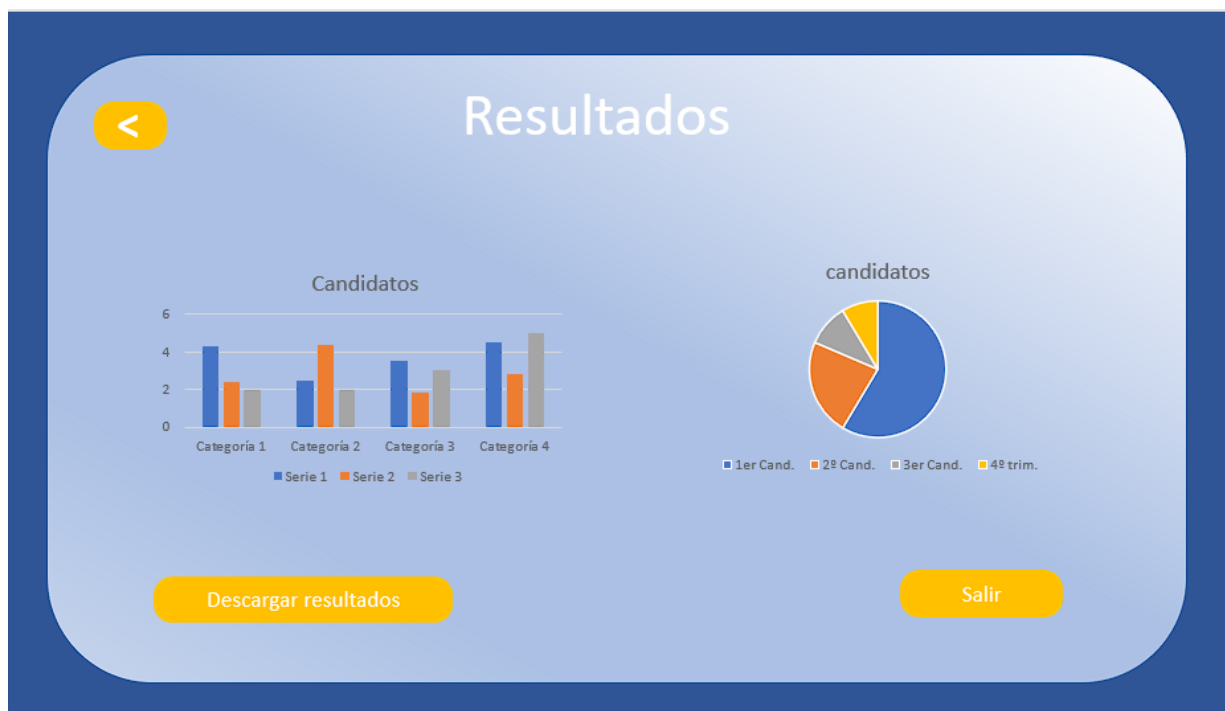 <
Resultados
Candidatos
6
4
2
0
Categoría 1 Categoría 2 Categoría 3 Categoría 4
Serie 1 Serie 2 Serie 3
candidatos
1er Cand. 2º Cand. 3er Cand. 4º trim.
Descargar resultados
Salir